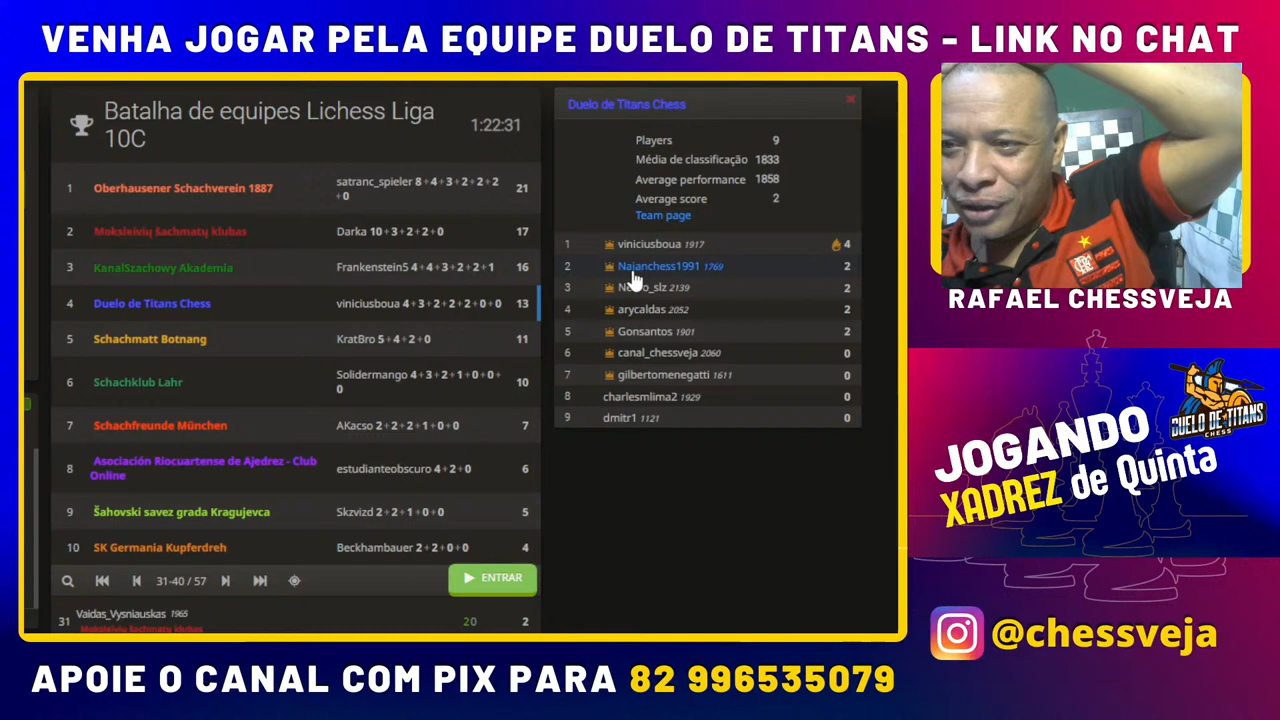 VENHA JOGAR PELA EQUIPE DUELO DE TITANS - LINK NO CHAT
Batalha de equipes Lichess Liga
10C
1:22:31
1 Oberhausener Schachverein 1887 satranc_spieler 8+4+3+2+2+2
+0 21
2 Moksleivių šachmatų klubas Darka 10+3+2+2+0 17
3 KanalSzachowy Akademia Frankenstein5 4+4+3+2+2+1 16
4 Duelo de Titans Chess viniciusboua 4+3+2+2+2+0+0 13
5 Schachmatt Botnang KratBro 5+4+2+0 11
6 Schachklub Lahr Solidermango 4+3+2+1+0+0+
0 10
7 Schachfreunde München AKacso 2+2+2+1+0+0 7
8 Asociación Riocuartense de Ajedrez - Club
Online estudianteobscuro 4+2+0 6
9 Šahovski savez grada Kragujevca Skzvizd 2+2+1+0+0 5
10 SK Germania Kupferdreh Beckhambauer 2+2+0+0 4
31-40 / 57
ENTRAR
31 Vaidas_Vysniauskas 1965 20 2
Moksleivių šachmatų klubas
Duelo de Titans Chess
Players 9
Média de classificação 1833
Average performance 1858
Average score 2
Team page
1 viniciusboua 1917 4
2 Naianchess1991 1769 2
3 slz 2139 2
4 arycaldas 2052 2
5 Gonsantos 1901 2
6 canal_chessveja 2060 0
7 gilbertomenegatti 1611 0
8 charlesmlima2 1929 0
9 dmitr1 1121 0
RAFAEL CHESSVEJA
JOGANDO
XADREZ de Quinta
DUELO DE TITANS
CHESS
@chessveja
APOIE O CANAL COM PIX PARA 82 996535079